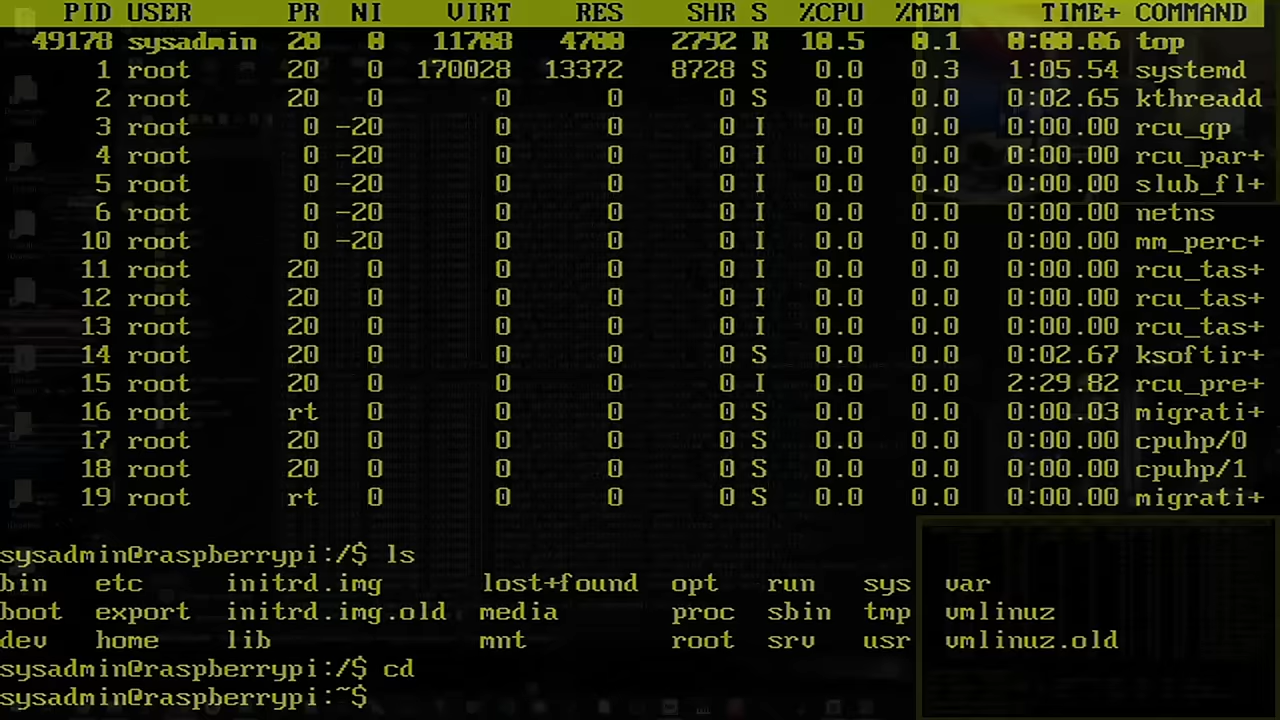 PID USER PR NI VIRT RES SHR S %CPU %MEM TIME+ COMMAND
49178 sysadmin 20 0 11788 4700 2792 R 10.5 0.1 0:00.06 top
1 root 20 0 170028 13372 8728 S 0.0 0.3 1:05.54 systemd
2 root 20 0 0 0 0 S 0.0 0.0 0:02.65 kthreadd
3 root 0 -20 0 0 0 I 0.0 0.0 0:00.00 rcu_gp
4 root 0 -20 0 0 0 I 0.0 0.0 0:00.00 rcu_par+
5 root 0 -20 0 0 0 I 0.0 0.0 0:00.00 slub_fl+
6 root 0 -20 0 0 0 I 0.0 0.0 0:00.00 netns
10 root 0 -20 0 0 0 I 0.0 0.0 0:00.00 mm_perc+
11 root 20 0 0 0 0 I 0.0 0.0 0:00.00 rcu_tas+
12 root 20 0 0 0 0 I 0.0 0.0 0:00.00 rcu_tas+
13 root 20 0 0 0 0 I 0.0 0.0 0:00.00 rcu_tas+
14 root 20 0 0 0 0 S 0.0 0.0 0:02.67 ksoftir+
15 root 20 0 0 0 0 I 0.0 0.0 2:29.82 rcu_pre+
16 root rt 0 0 0 0 S 0.0 0.0 0:00.03 migrati+
17 root 20 0 0 0 0 S 0.0 0.0 0:00.00 cpuhp/0
18 root 20 0 0 0 0 S 0.0 0.0 0:00.00 cpuhp/1
19 root rt 0 0 0 0 S 0.0 0.0 0:00.00 migrati+
sysadmin@raspberrypi:/$ ls
bin etc initrd.img lost+found opt run sys var
boot export initrd.img.old media proc sbin tmp vmlinuz
dev home lib mnt root srv usr vmlinuz.old
sysadmin@raspberrypi:/$ cd
sysadmin@raspberrypi:~$